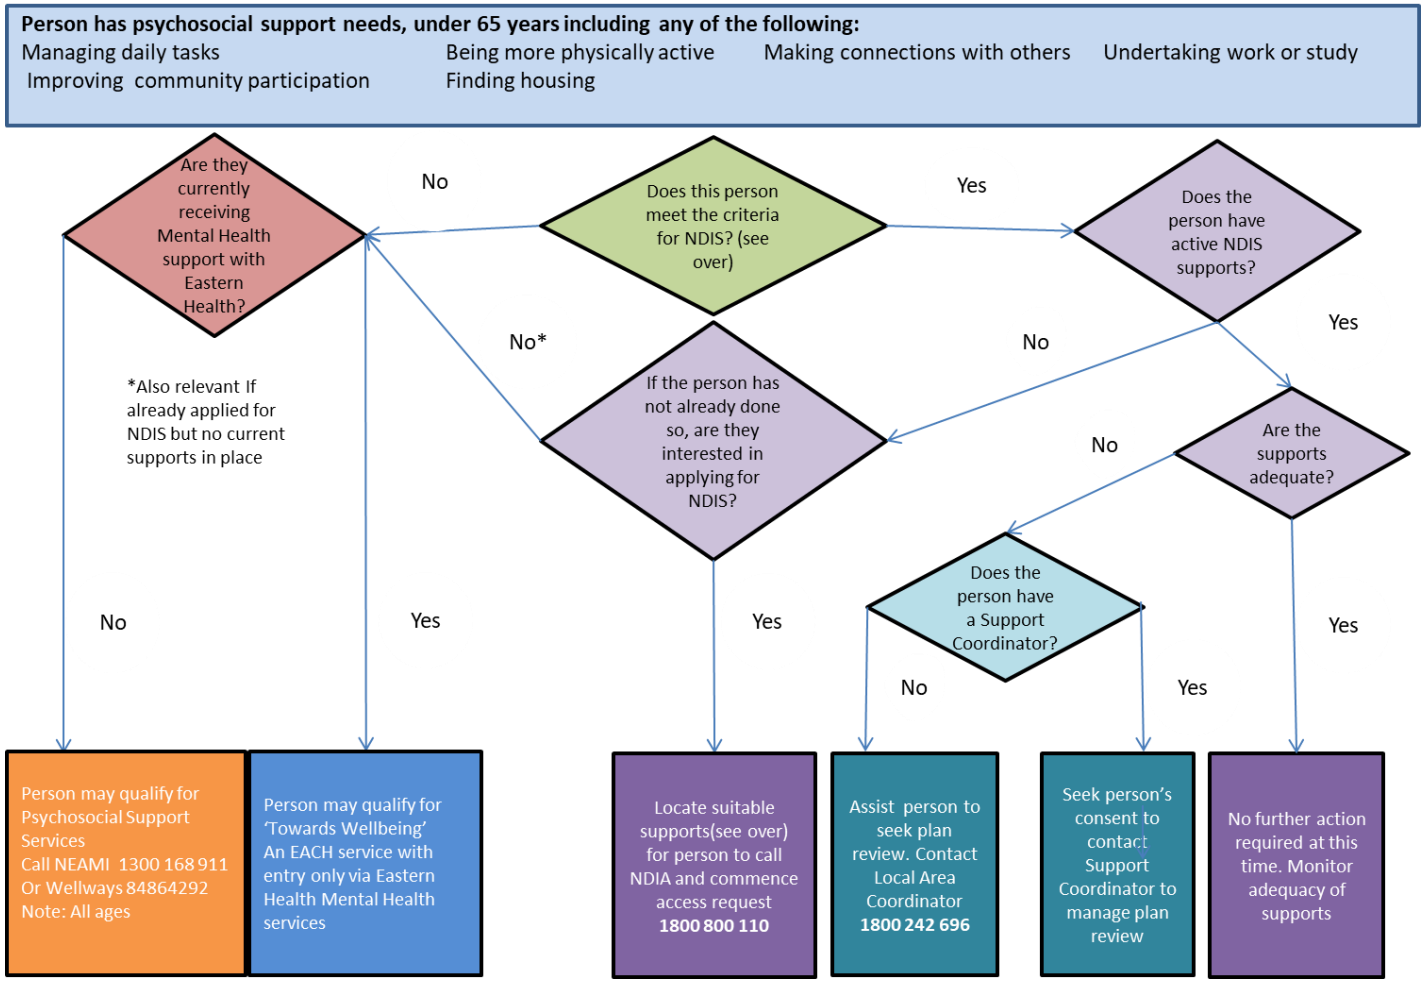 Person has psychosocial support needs, under 65 years including any of the following:
Managing daily tasks Being more physically active Making connections with others Undertaking work or study
Improving community participation Finding housing
Are they
currently
receiving
Mental Health
support with
Eastern
Health?
No
Does this person
meet the criteria
for NDIS? (see
over)
Yes
Does the
person have
active NDIS
supports?
*Also relevant If
already applied for
NDIS but no current
supports in place
No*
If the person has
not already done
so, are they
interested in
applying for
NDIS?
No
Yes
Are the
supports
adequate?
No
Does the
person have
a Support
Coordinator?
No
Yes
Yes
No
Yes
Yes
Person may qualify for
Psychosocial Support
Services
Call NEAMI 1300 168 911
Or Wellways 84864292
Note: All ages
Person may qualify for
‘Towards Wellbeing’
An EACH service with
entry only via Eastern
Health Mental Health
services
Locate suitable
supports(see over)
for person to call
NDIA and commence
access request
1800 800 110
Assist person to
seek plan
review. Contact
Local Area
Coordinator
1800 242 696
Seek person’s
consent to
contact
Support
Coordinator to
manage plan
review
No further action
required at this
time. Monitor
adequacy of
supports